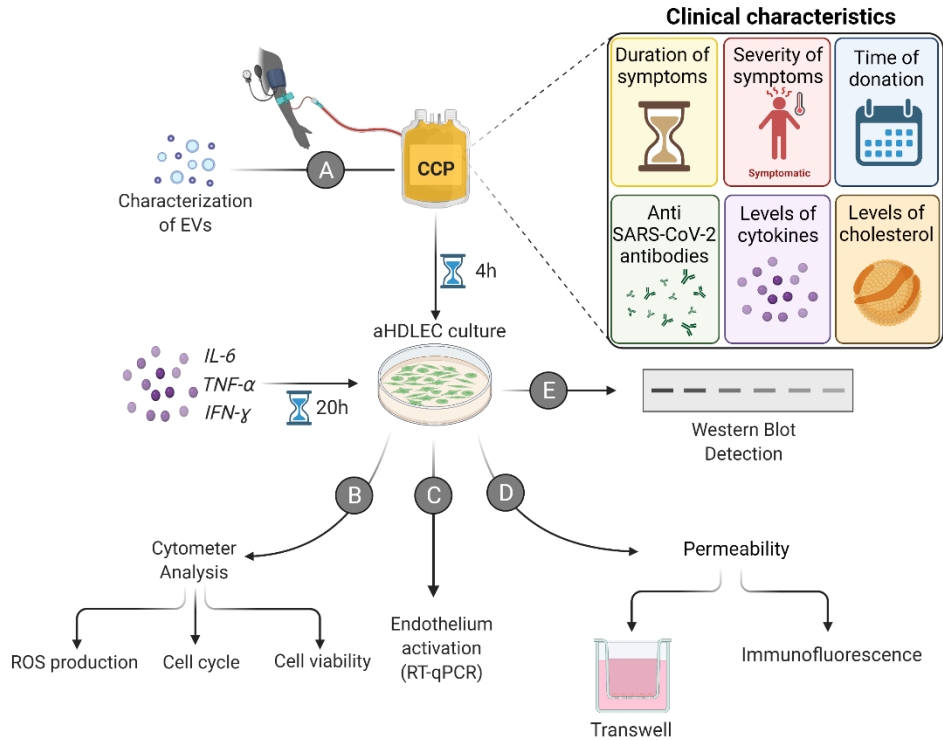 Clinical characteristics
Duration of
symptoms
Severity of
symptoms
Symptomatic
Time of
donation
Anti
SARS-CoV-2
antibodies
Levels of
cytokines
Levels of
cholesterol
CCP
A
Characterization
of EVs
4h
aHDLEC culture
IL-6
TNF-α
IFN-ɣ
20h
E
Western Blot
Detection
B
C
D
Cytometer
Analysis
ROS production
Cell cycle
Cell viability
Endothelium
activation
(RT-qPCR)
Permeability
Transwell
Immunofluorescence